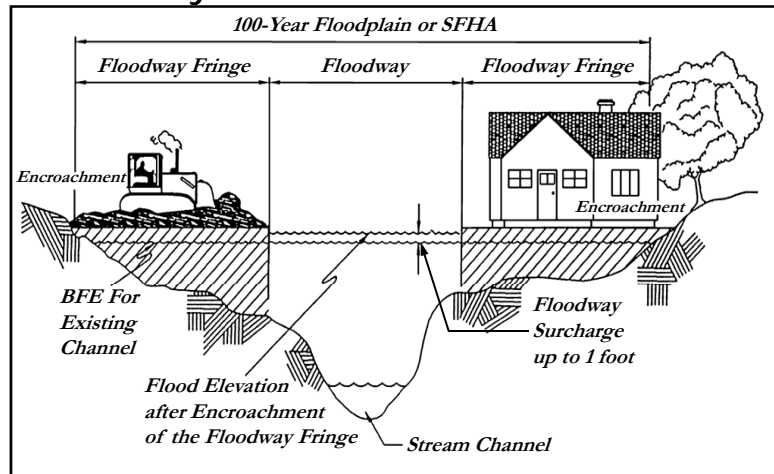 100-Year Floodplain or SFHA
Floodway Fringe
Floodway
Floodway Fringe
Encroachment
Encroachment
BFE For
Existing
Channel
Floodway
Surcharge
up to 1 foot
Flood Elevation
after Encroachment
of the Floodway Fringe
Stream Channel